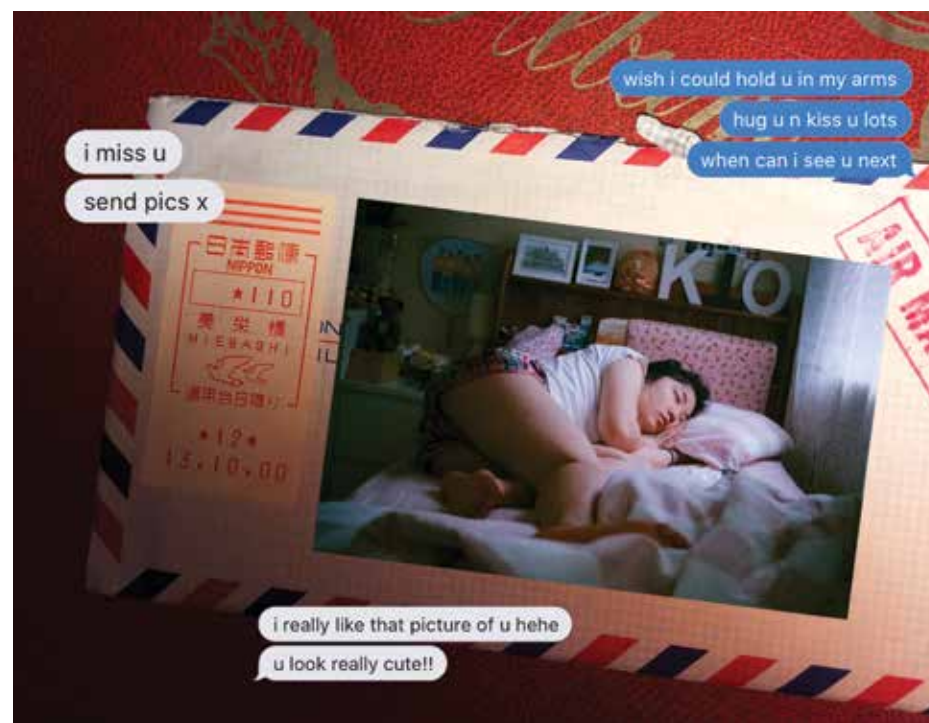 wish i could hold u in my arms
hug u n kiss u lots
when can i see u next
i miss u
send pics x
日本郵便
NIPPON
*110
美栄橋
MIEBASHI
*12*
15.10.00
K O
AIR
i really like that picture of u hehe
u look really cute!!